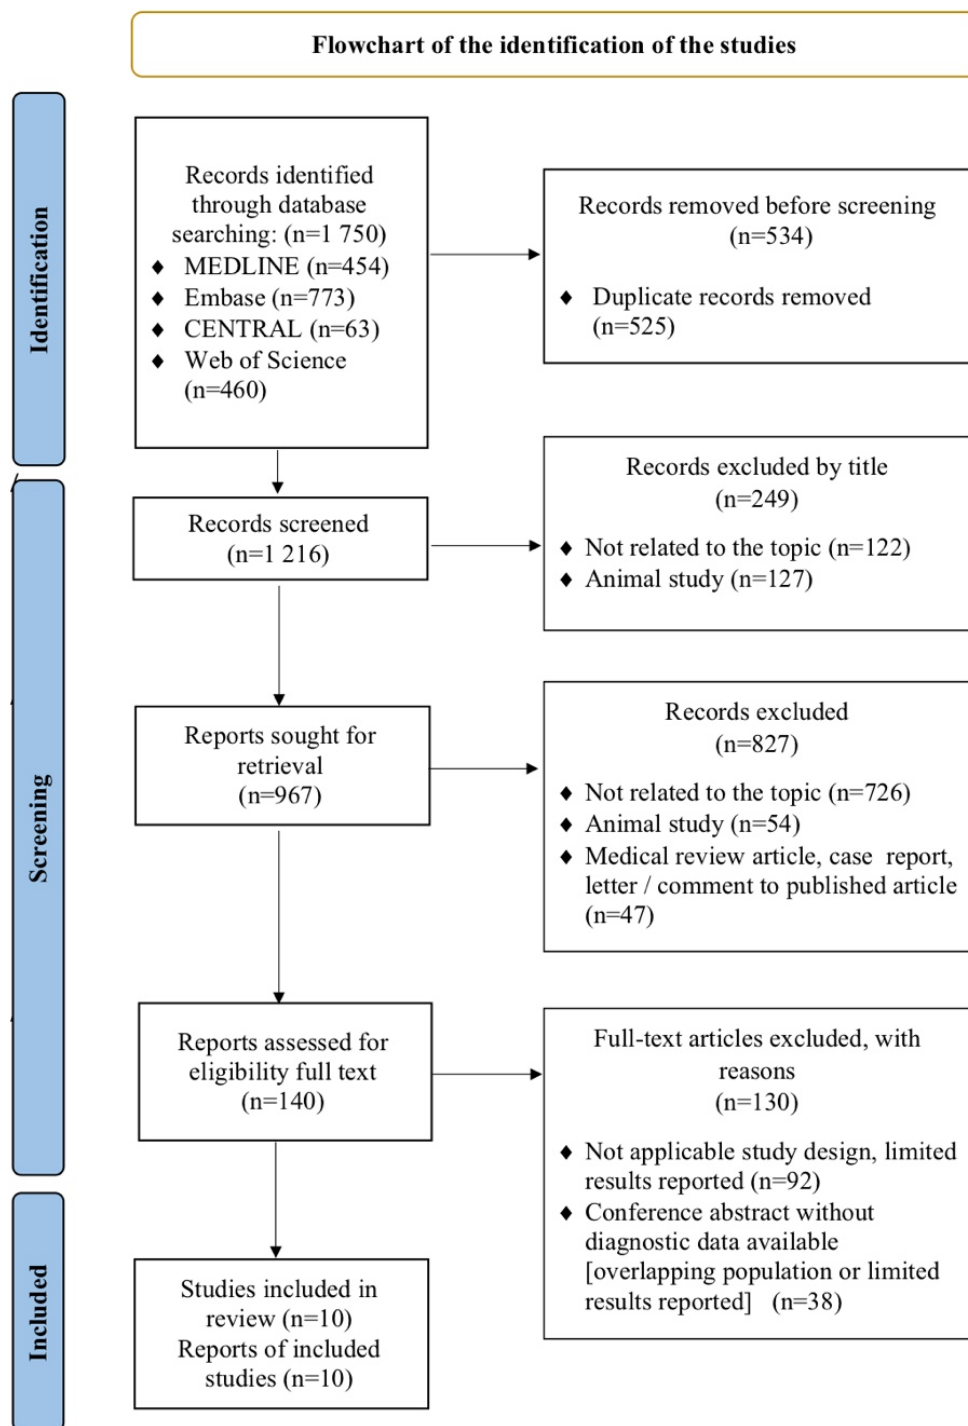 Flowchart of the identification of the studies
Identification
Records identified
through database
searching: (n=1 750)
♦ MEDLINE (n=454)
♦ Embase (n=773)
♦ CENTRAL (n=63)
♦ Web of Science
(n=460)
Records removed before screening
(n=534)
♦ Duplicate records removed
(n=525)
Screening
Records screened
(n=1 216)
Records excluded by title
(n=249)
♦ Not related to the topic (n=122)
♦ Animal study (n=127)
Reports sought for
retrieval
(n=967)
Records excluded
(n=827)
♦ Not related to the topic (n=726)
♦ Animal study (n=54)
♦ Medical review article, case report,
letter / comment to published article
(n=47)
Reports assessed for
eligibility full text
(n=140)
Full-text articles excluded, with
reasons
(n=130)
♦ Not applicable study design, limited
results reported (n=92)
♦ Conference abstract without
diagnostic data available
[overlapping population or limited
results reported] (n=38)
Included
Studies included in
review (n=10)
Reports of included
studies (n=10)